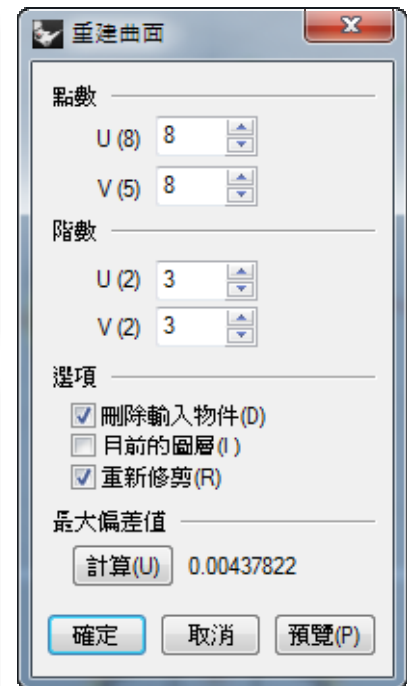 重建曲面
點數
U (8) 8
V (5) 8
階數
U (2) 3
V (2) 3
選項
刪除輸入物件(D)
目前的圖層(L)
重新修剪(R)
最大偏差值
計算(U) 0.00437822
確定 取消 預覽(P)